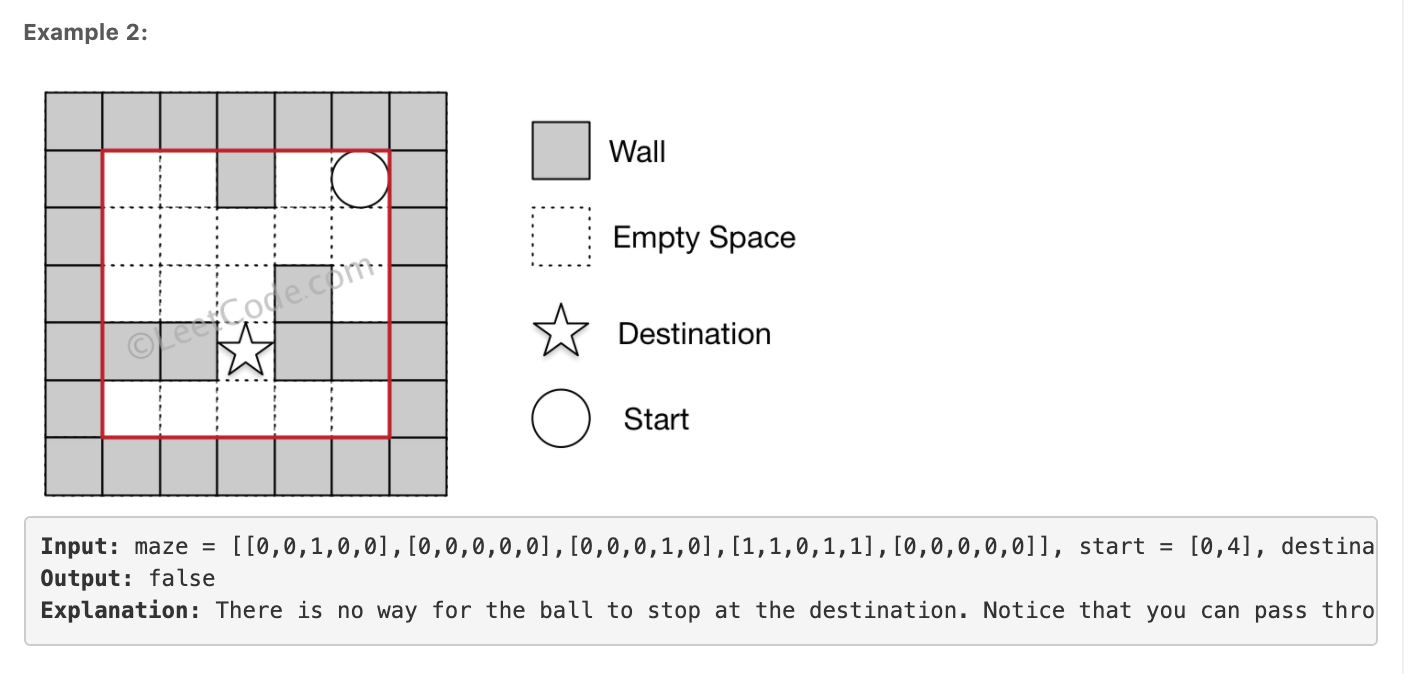 Example 2:
Wall
Empty Space
©LeetCode.com
Destination
Start
Input: maze = [[0,0,1,0,0],[0,0,0,0,0],[0,0,0,1,0],[1,1,0,1,1],[0,0,0,0,0]], start = [0,4], destina
Output: false
Explanation: There is no way for the ball to stop at the destination. Notice that you can pass thro